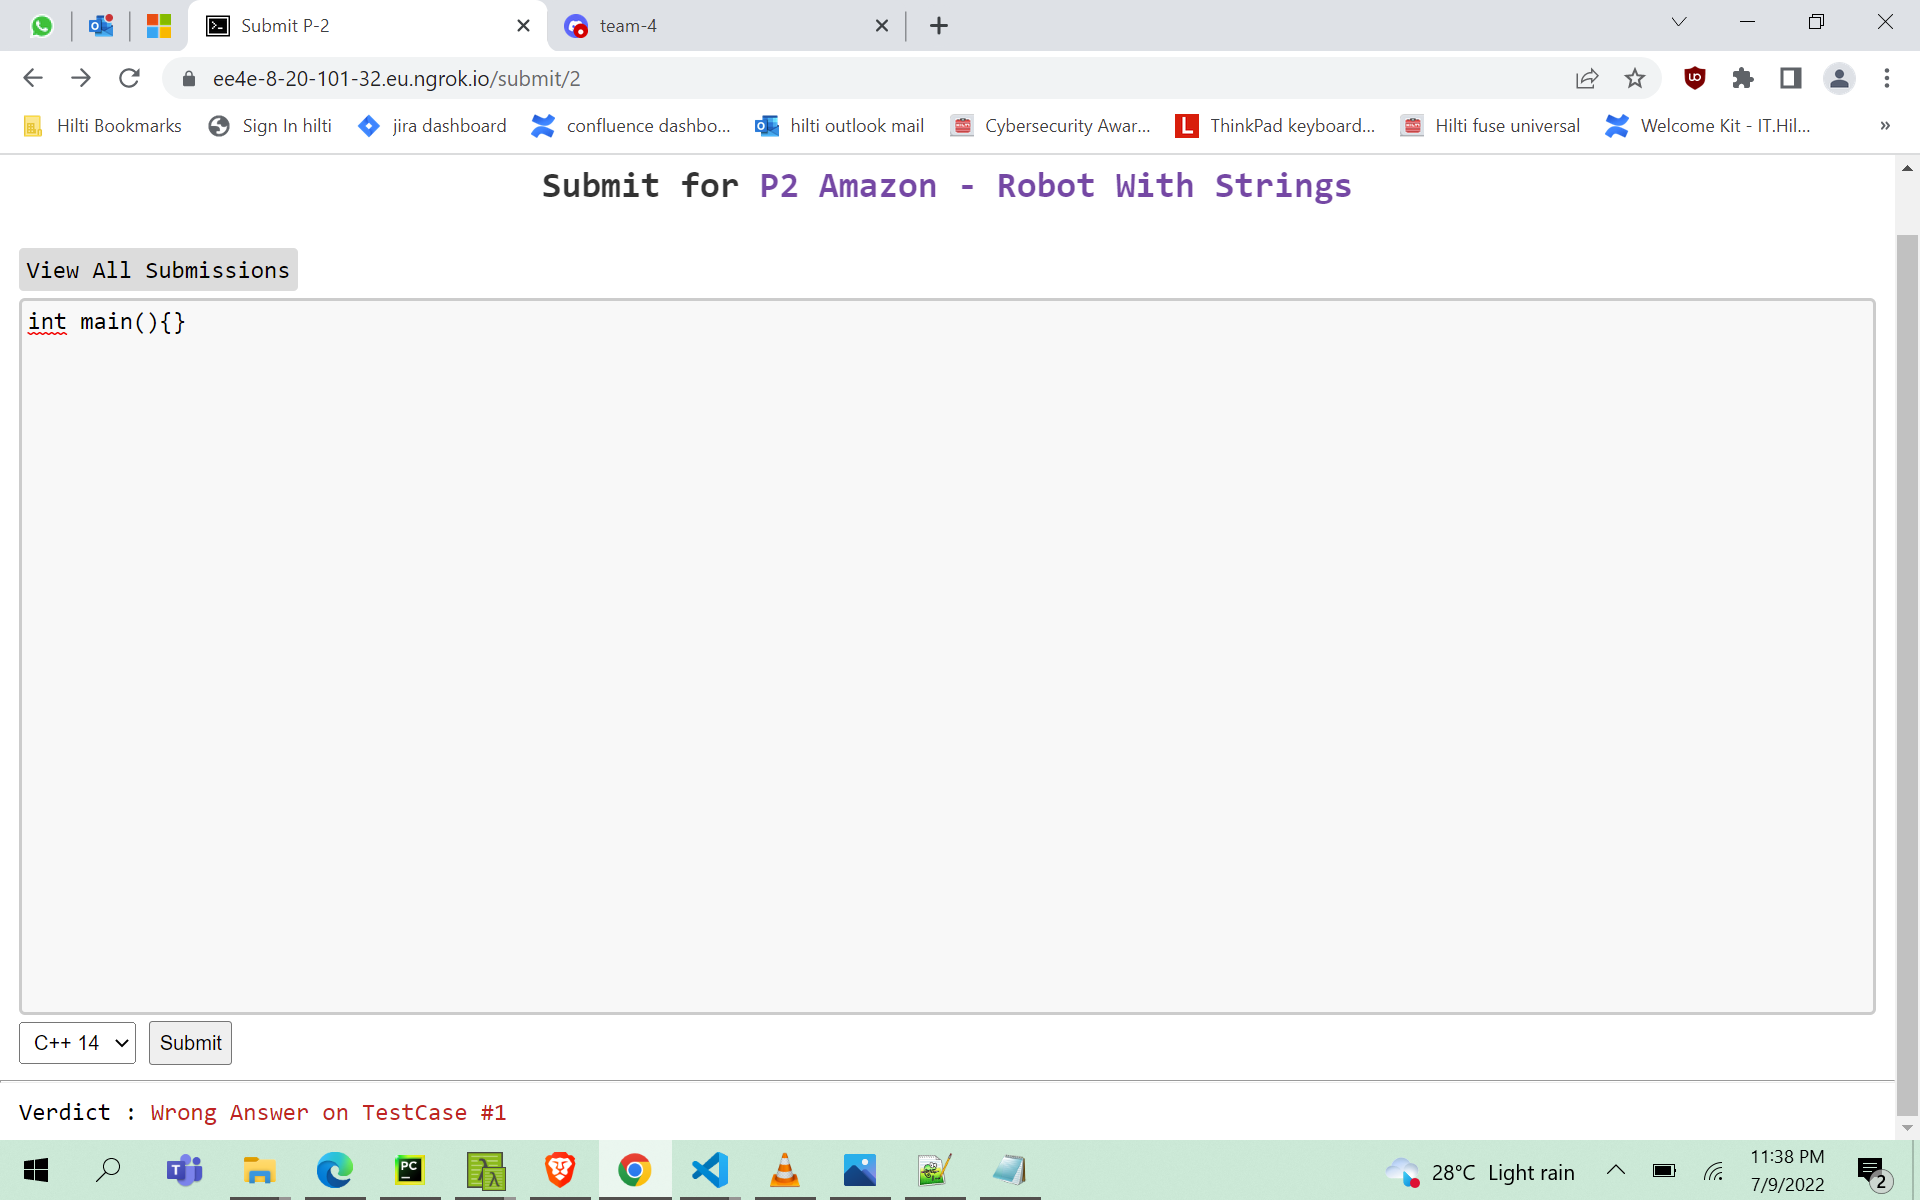 Submit P-2
team-4
ee4e-8-20-101-32.eu.ngrok.io/submit/2
Hilti Bookmarks
Sign In hilti
jira dashboard
confluence dashbo...
hilti outlook mail
Cybersecurity Awar...
L
ThinkPad keyboard...
Hilti fuse universal
Welcome Kit - IT.Hil...
»
Submit for P2 Amazon - Robot With Strings
View All Submissions
int main(){}
C++ 14
Submit
Verdict : Wrong Answer on TestCase #1
28°C Light rain
11:38 PM
7/9/2022
2